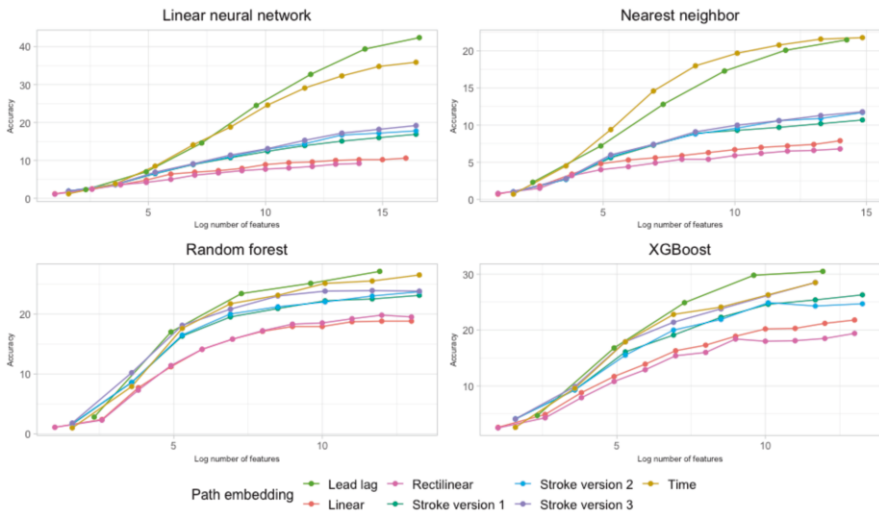 Linear neural network
Nearest neighbor
40
30
20
10
0
Accuracy
5
10
15
Log number of features
20
15
10
5
0
Accuracy
5
10
15
Log number of features
Random forest
XGBoost
20
10
0
Accuracy
5
10
Log number of features
30
20
10
Accuracy
5
10
Log number of features
Path embedding
Lead lag
Rectilinear
Stroke version 2
Time
Linear
Stroke version 1
Stroke version 3